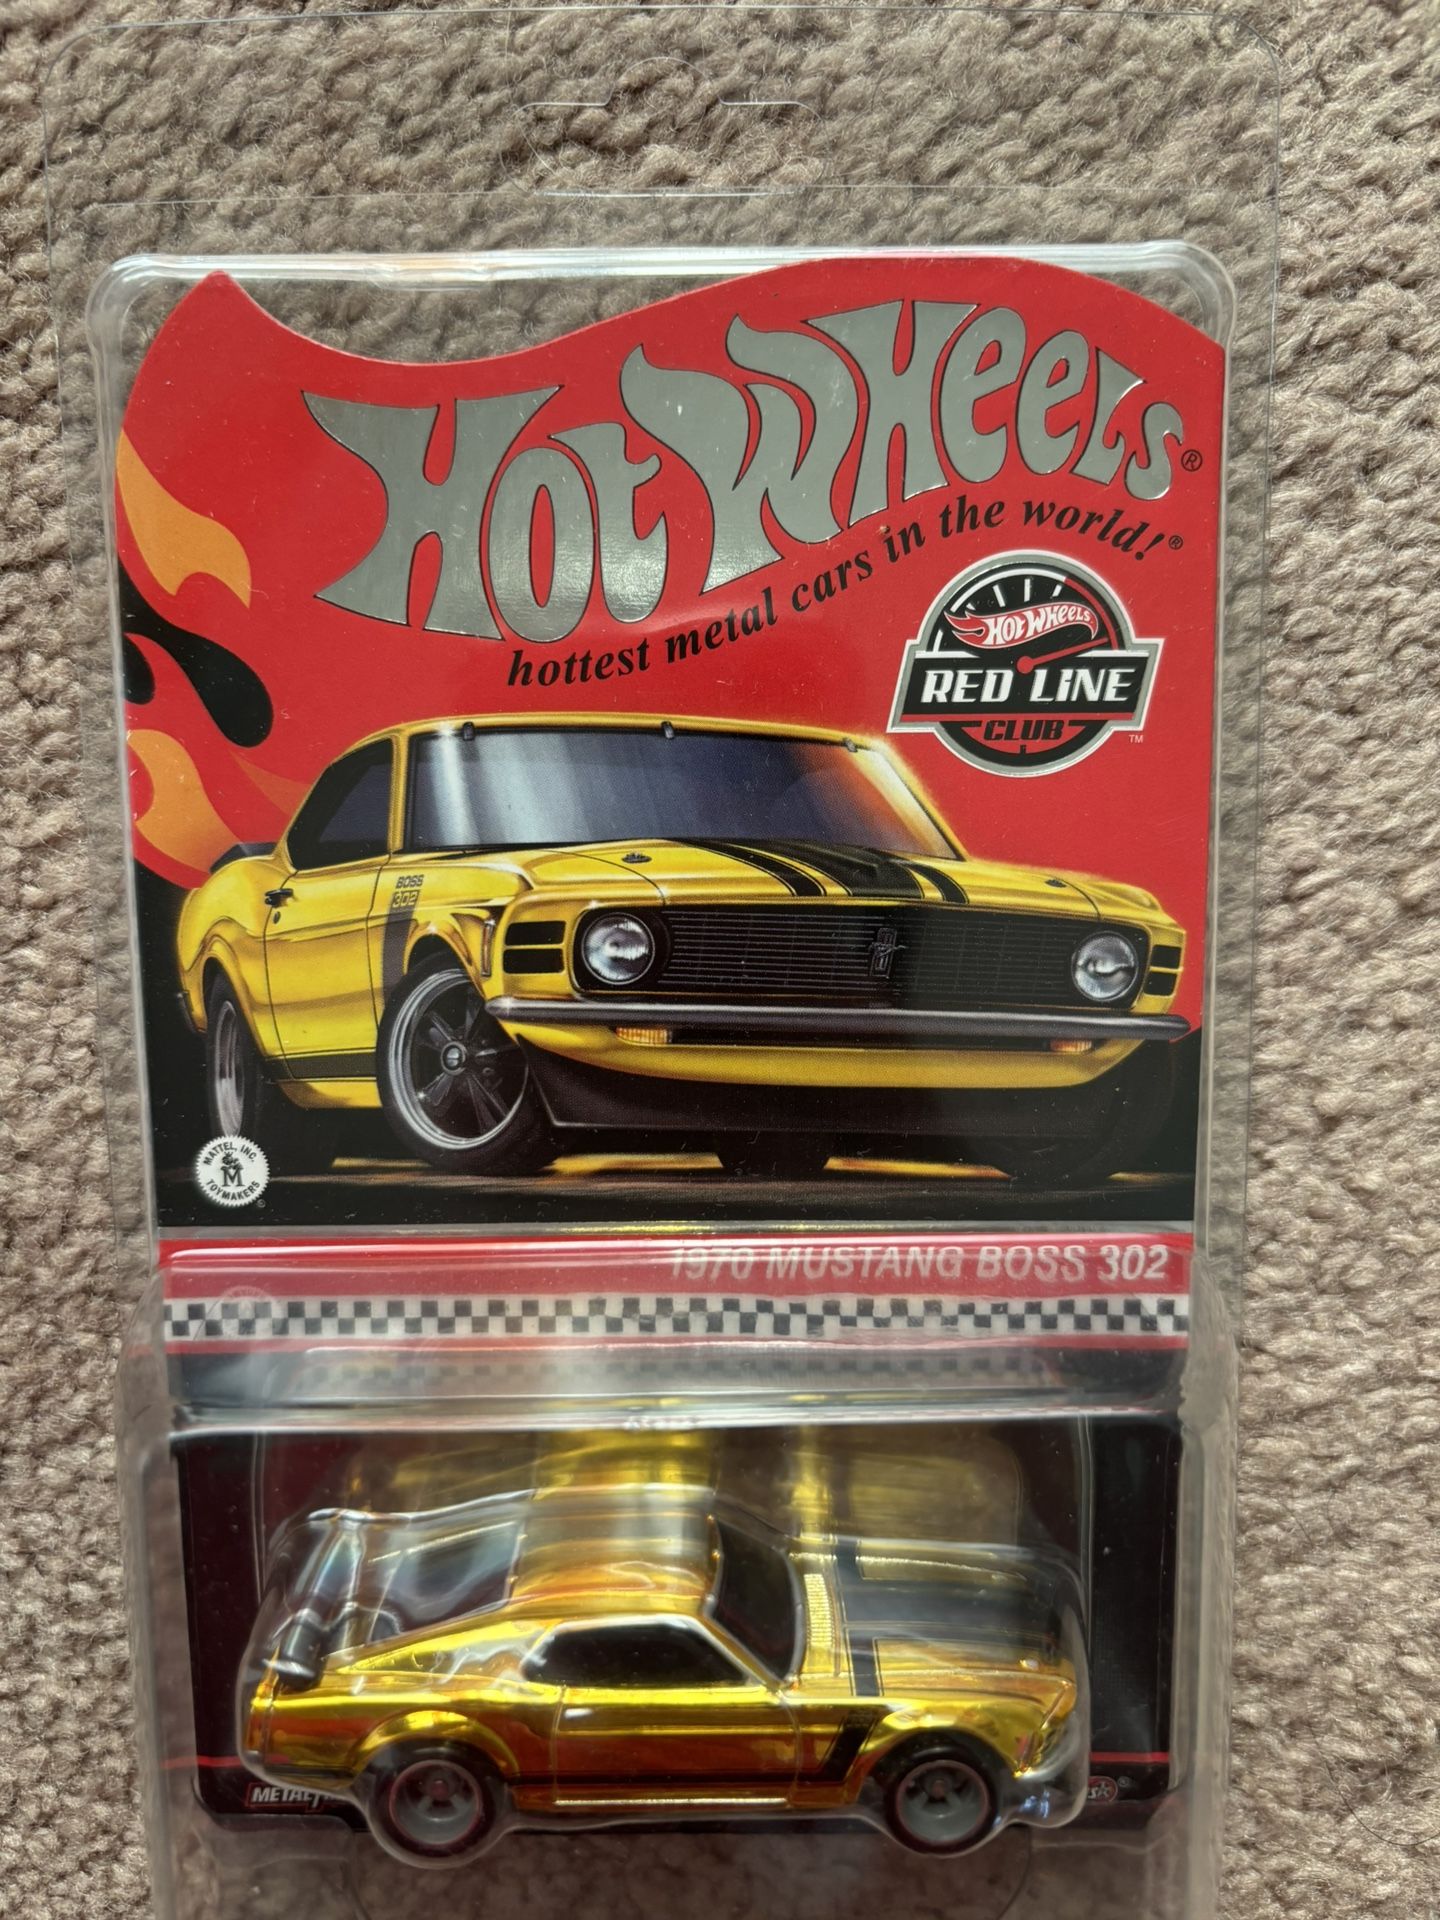 Hot Wheels®
hottest metal cars in the world!®
Hot Wheels
RED LINE
CLUB
™
BOSS
302
MATTEL, INC.
M
TOYMAKERS
®
1970 MUSTANG BOSS 302